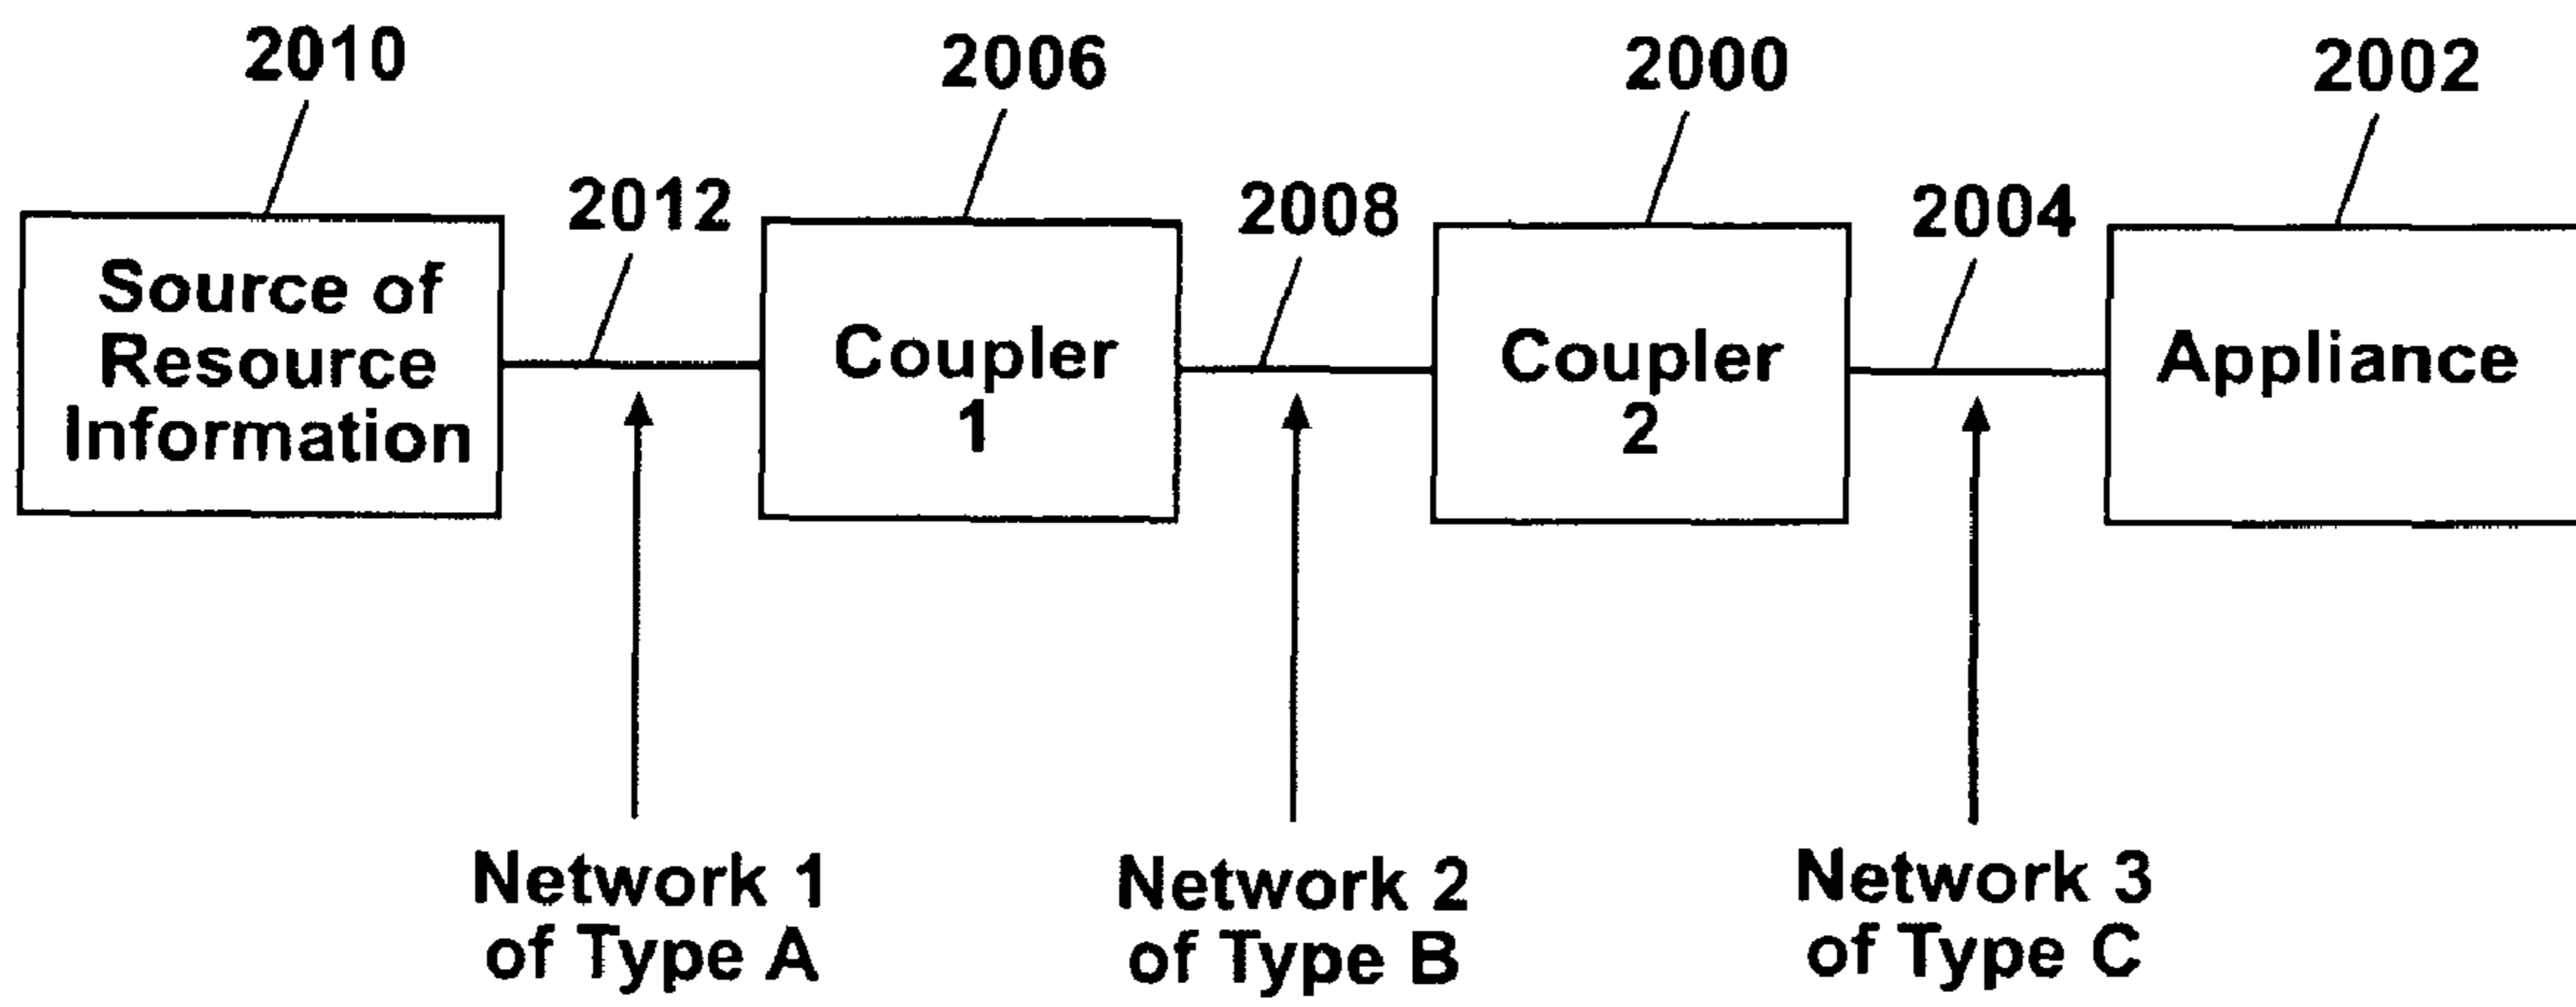 2010
2006
2000
2002
2012
2008
2004
Source of
Resource
Information
Coupler
1
Coupler
2
Appliance
Network 1
of Type A
Network 2
of Type B
Network 3
of Type C